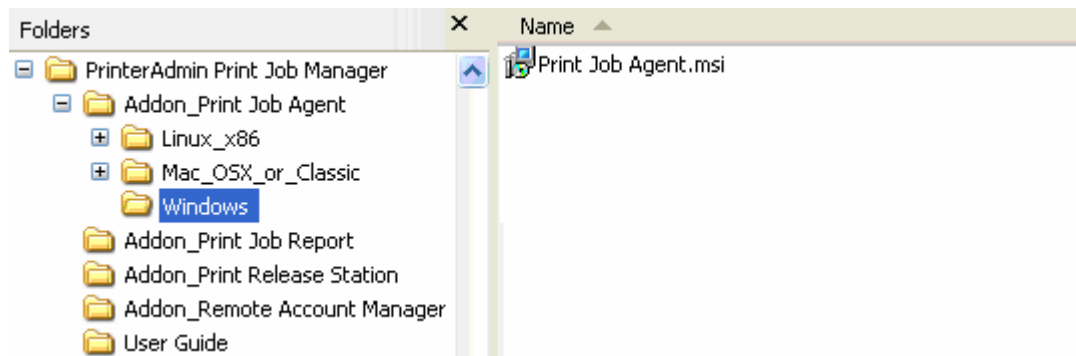 Folders
PrinterAdmin Print Job Manager
Addon_Print Job Agent
Linux_x86
Mac_OSX_or_Classic
Windows
Addon_Print Job Report
Addon_Print Release Station
Addon_Remote Account Manager
User Guide
Name
Print Job Agent.msi